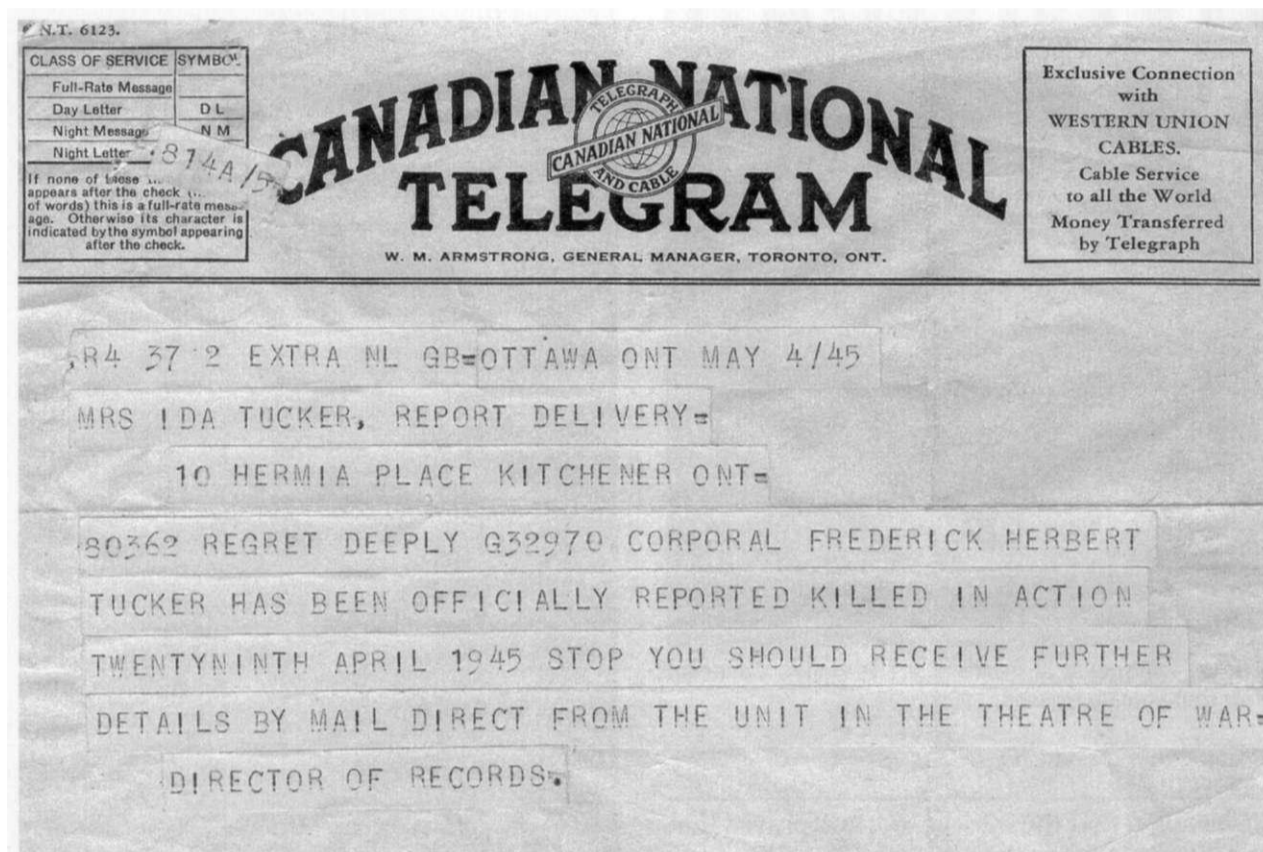 N.T. 6123.
CLASS OF SERVICE SYMBOL
Full-Rate Message
Day Letter D L
Night Message N M
Night Letter
814A/5
If none of these
appears after the check
of words) this is a full-rate mess-
age. Otherwise its character is
indicated by the symbol appearing
after the check.
CANADIAN NATIONAL
TELEGRAPH
CANADIAN NATIONAL
AND CABLE
TELEGRAM
W. M. ARMSTRONG, GENERAL MANAGER, TORONTO, ONT.
Exclusive Connection
with
WESTERN UNION
CABLES.
Cable Service
to all the World
Money Transferred
by Telegraph
R4 37 2 EXTRA NL GB=OTTAWA ONT MAY 4/45
MRS IDA TUCKER, REPORT DELIVERY=
10 HERMIA PLACE KITCHENER ONT=
80362 REGRET DEEPLY G32970 CORPORAL FREDERICK HERBERT
TUCKER HAS BEEN OFFICIALLY REPORTED KILLED IN ACTION
TWENTYNINTH APRIL 1945 STOP YOU SHOULD RECEIVE FURTHER
DETAILS BY MAIL DIRECT FROM THE UNIT IN THE THEATRE OF WAR=
DIRECTOR OF RECORDS.